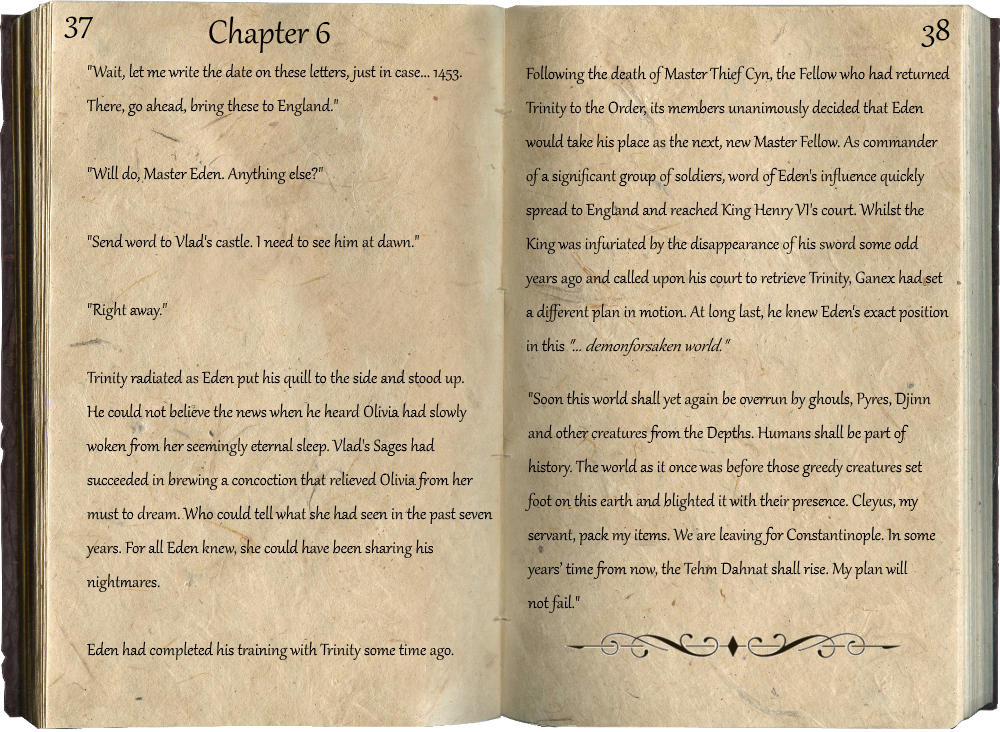 37
Chapter 6
"Wait, let me write the date on these letters, just in case... 1453.
There, go ahead, bring these to England."
"Will do, Master Eden. Anything else?"
"Send word to Vlad's castle. I need to see him at dawn."
"Right away."
Trinity radiated as Eden put his quill to the side and stood up.
He could not believe the news when he heard Olivia had slowly
woken from her seemingly eternal sleep. Vlad's Sages had
succeeded in brewing a concoction that relieved Olivia from her
must to dream. Who could tell what she had seen in the past seven
years. For all Eden knew, she could have been sharing his
nightmares.
Eden had completed his training with Trinity some time ago.
38
Following the death of Master Thief Cyn, the Fellow who had returned
Trinity to the Order, its members unanimously decided that Eden
would take his place as the next, new Master Fellow. As commander
of a significant group of soldiers, word of Eden's influence quickly
spread to England and reached King Henry VI's court. Whilst the
King was infuriated by the disappearance of his sword some odd
years ago and called upon his court to retrieve Trinity, Ganex had set
a different plan in motion. At long last, he knew Eden's exact position
in this "... demonforsaken world."
"Soon this world shall yet again be overrun by ghouls, Pyres, Djinn
and other creatures from the Depths. Humans shall be part of
history. The world as it once was before those greedy creatures set
foot on this earth and blighted it with their presence. Cleyus, my
servant, pack my items. We are leaving for Constantinople. In some
years' time from now, the Tehm Dahnat shall rise. My plan will
not fail."